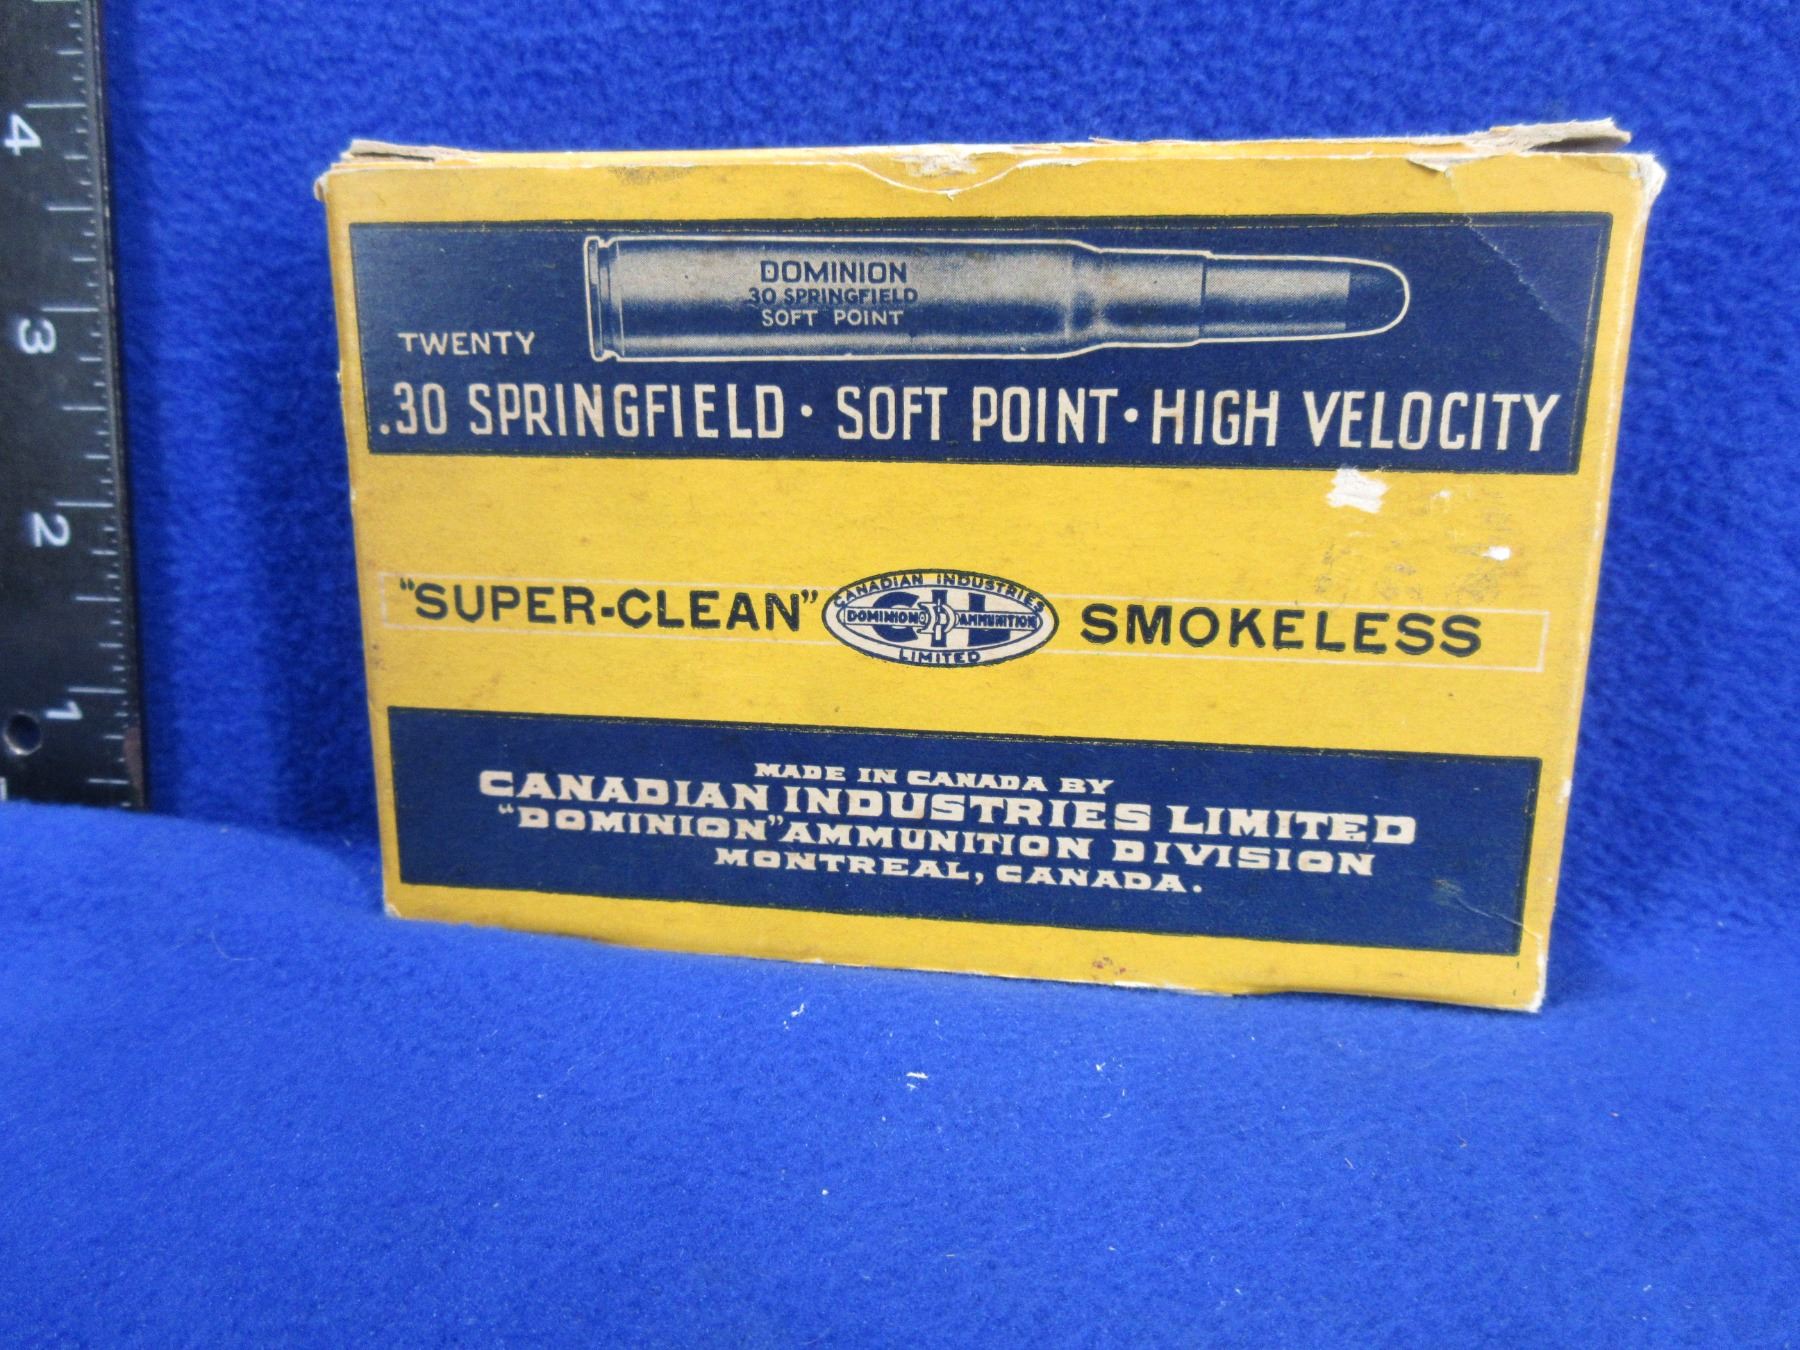 4
3
2
1
DOMINION
.30 SPRINGFIELD
SOFT POINT
TWENTY
.30 SPRINGFIELD · SOFT POINT · HIGH VELOCITY
"SUPER-CLEAN"
CANADIAN INDUSTRIES
CIL
DOMINION AMMUNITION
LIMITED
SMOKELESS
MADE IN CANADA BY
CANADIAN INDUSTRIES LIMITED
"DOMINION" AMMUNITION DIVISION
MONTREAL, CANADA.